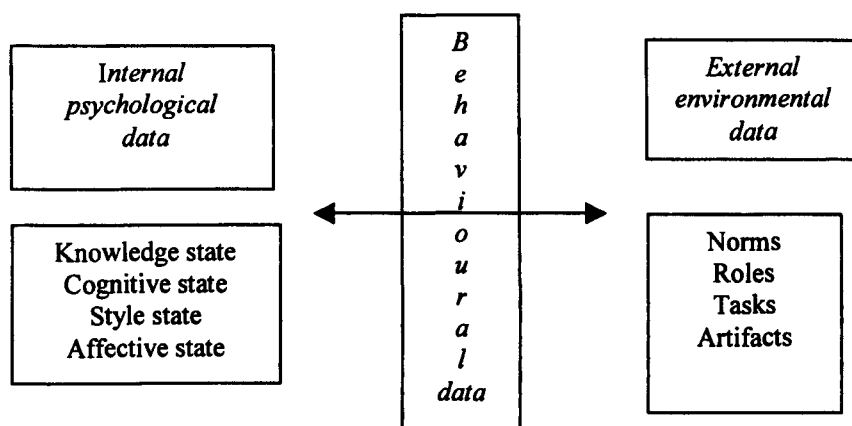 Internal
psychological
data
Knowledge state
Cognitive state
Style state
Affective state
B
e
h
a
v
i
o
u
r
a
l
data
External
environmental
data
Norms
Roles
Tasks
Artifacts